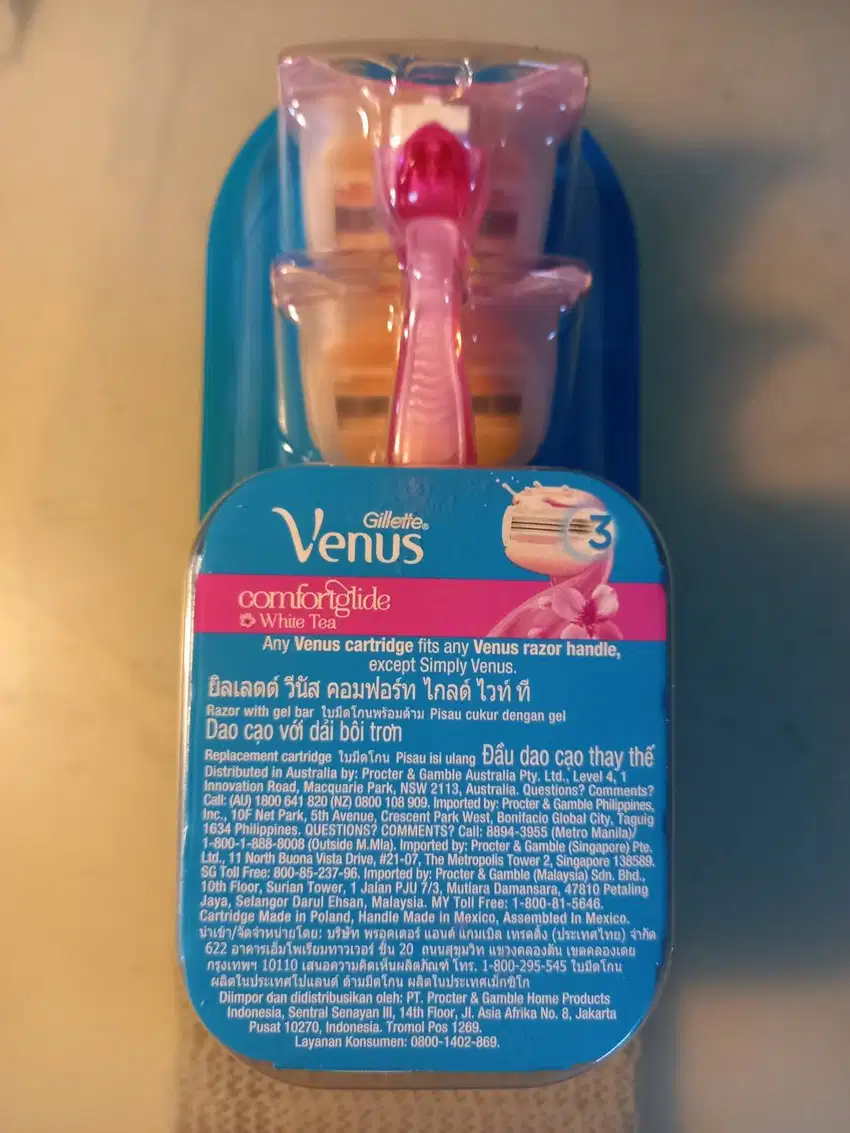 Gillette®
Venus
3
comfortglide
White Tea
Any Venus cartridge fits any Venus razor handle,
except Simply Venus.
ยิลเลตต์ วีนัส คอมฟอร์ท ไกลด์ ไวท์ ที
Razor with gel bar ใบมีดโกนพร้อมด้าม Pisau cukur dengan gel
Dao cạo với dải bôi trơn
Replacement cartridge ใบมีดโกน Pisau isi ulang Đầu dao cạo thay thế
Distributed in Australia by: Procter & Gamble Australia Pty. Ltd., Level 4, 1
Innovation Road, Macquarie Park, NSW 2113, Australia. Questions? Comments?
Call: (AU) 1800 641 820 (NZ) 0800 108 909. Imported by: Procter & Gamble Philippines,
Inc., 10F Net Park, 5th Avenue, Crescent Park West, Bonifacio Global City, Taguig
1634 Philippines. QUESTIONS? COMMENTS? Call: 8894-3955 (Metro Manila)/
1-800-1-888-8008 (Outside M.Mla). Imported by: Procter & Gamble (Singapore) Pte.
Ltd., 11 North Buona Vista Drive, #21-07, The Metropolis Tower 2, Singapore 138589.
SG Toll Free: 800-85-237-96. Imported by: Procter & Gamble (Malaysia) Sdn. Bhd.,
10th Floor, Surian Tower, 1 Jalan PJU 7/3, Mutiara Damansara, 47810 Petaling
Jaya, Selangor Darul Ehsan, Malaysia. MY Toll Free: 1-800-81-5646.
Cartridge Made in Poland, Handle Made in Mexico, Assembled in Mexico.
นำเข้า/จัดจำหน่ายโดย: บริษัท พรอคเตอร์ แอนด์ แกมเบิล เทรดดิ้ง (ประเทศไทย) จำกัด
622 อาคารเอ็มโพเรียมทาวเวอร์ ชั้น 20 ถนนสุขุมวิท แขวงคลองตัน เขตคลองเตย
กรุงเทพฯ 10110 เสนอความคิดเห็นผลิตภัณฑ์ โทร. 1-800-295-545 ใบมีดโกน
ผลิตในประเทศโปแลนด์ ด้ามมีดโกน ผลิตในประเทศเม็กซิโก
Diimpor dan didistribusikan oleh: PT. Procter & Gamble Home Products
Indonesia, Sentral Senayan III, 14th Floor, Jl. Asia Afrika No. 8, Jakarta
Pusat 10270, Indonesia. Tromol Pos 1269.
Layanan Konsumen: 0800-1402-869.